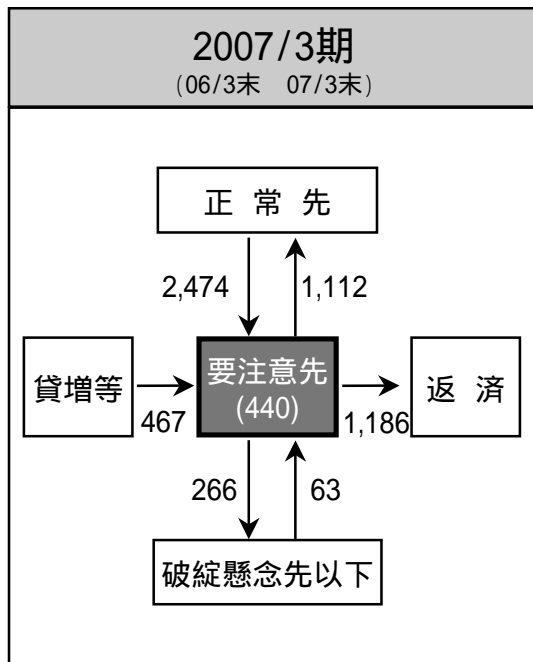 2007/3期
(06/3末 07/3末)
正 常 先
2,474
1,112
貸増等
467
要注意先
(440)
1,186
返 済
266
63
破綻懸念先以下